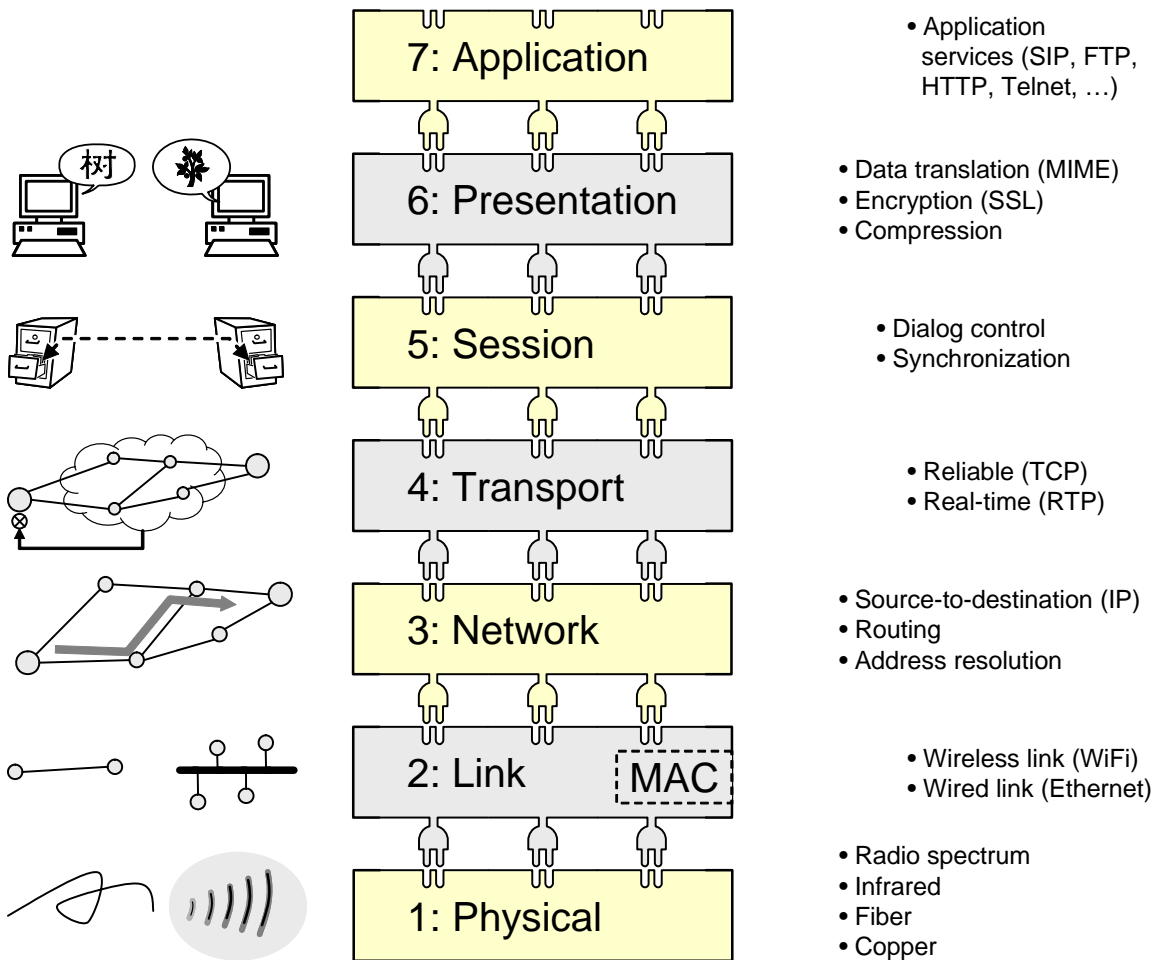 7: Application
• Application
services (SIP, FTP,
HTTP, Telnet, …)
树
6: Presentation
• Data translation (MIME)
• Encryption (SSL)
• Compression
5: Session
• Dialog control
• Synchronization
4: Transport
• Reliable (TCP)
• Real-time (RTP)
3: Network
• Source-to-destination (IP)
• Routing
• Address resolution
2: Link
MAC
• Wireless link (WiFi)
• Wired link (Ethernet)
1: Physical
• Radio spectrum
• Infrared
• Fiber
• Copper